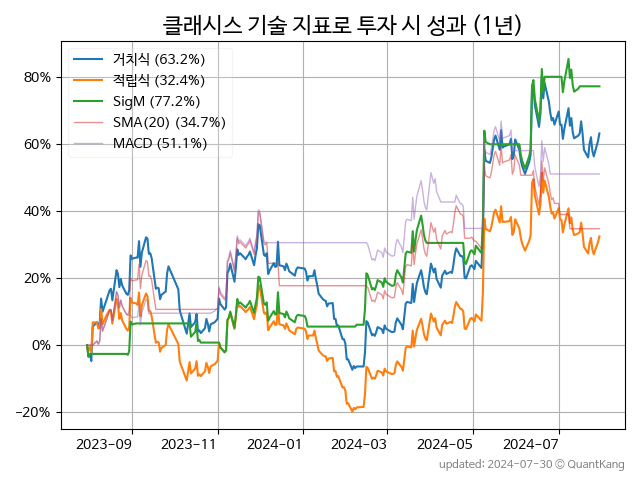 클래시스 기술 지표로 투자 시 성과 (1년)
거치식 (63.2%)
적립식 (32.4%)
SigM (77.2%)
SMA(20) (34.7%)
MACD (51.1%)
80%
60%
40%
20%
0%
−20%
2023-09 2023-11 2024-01 2024-03 2024-05 2024-07
updated: 2024-07-30 © QuantKang